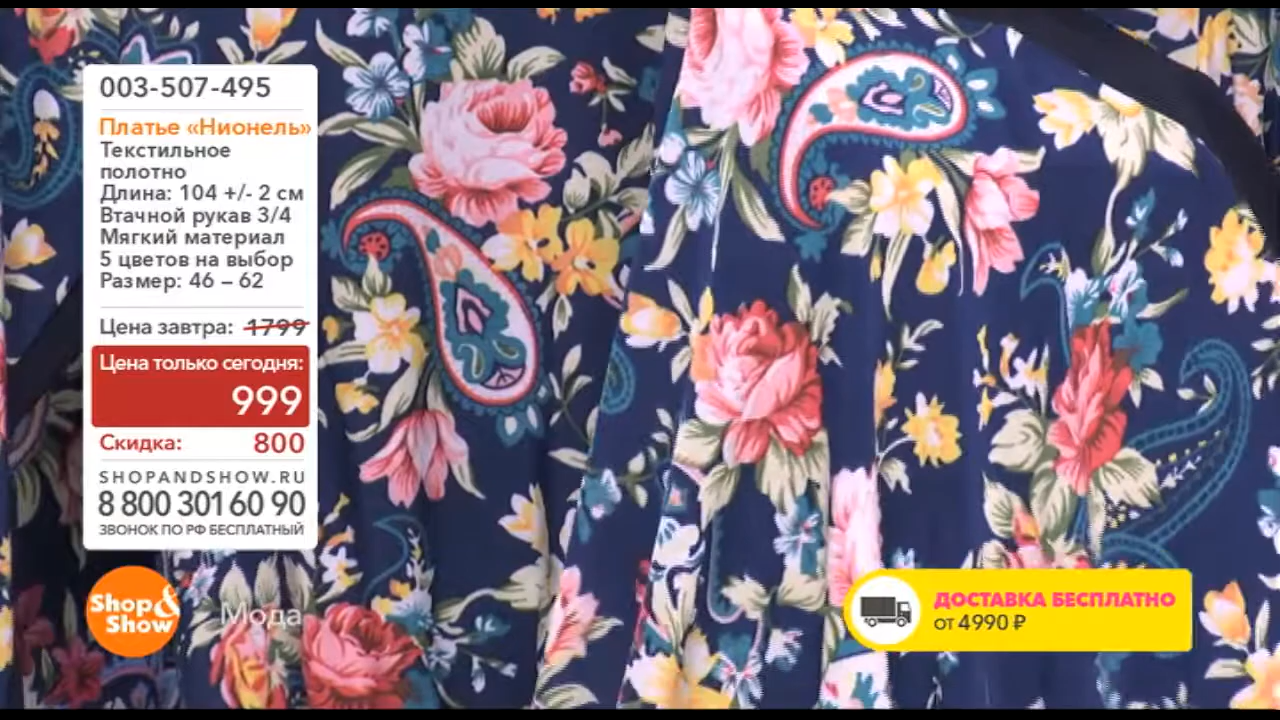 003-507-495
Платье «Нионель»
Текстильное
полотно
Длина: 104 +/- 2 см
Втачной рукав 3/4
Мягкий материал
5 цветов на выбор
Размер: 46 – 62
Цена завтра: 1799
Цена только сегодня:
999
Скидка: 800
SHOPANDSHOW.RU
8 800 301 60 90
ЗВОНОК ПО РФ БЕСПЛАТНЫЙ
Shop&
Show
Мода
ДОСТАВКА БЕСПЛАТНО
от 4990 ₽